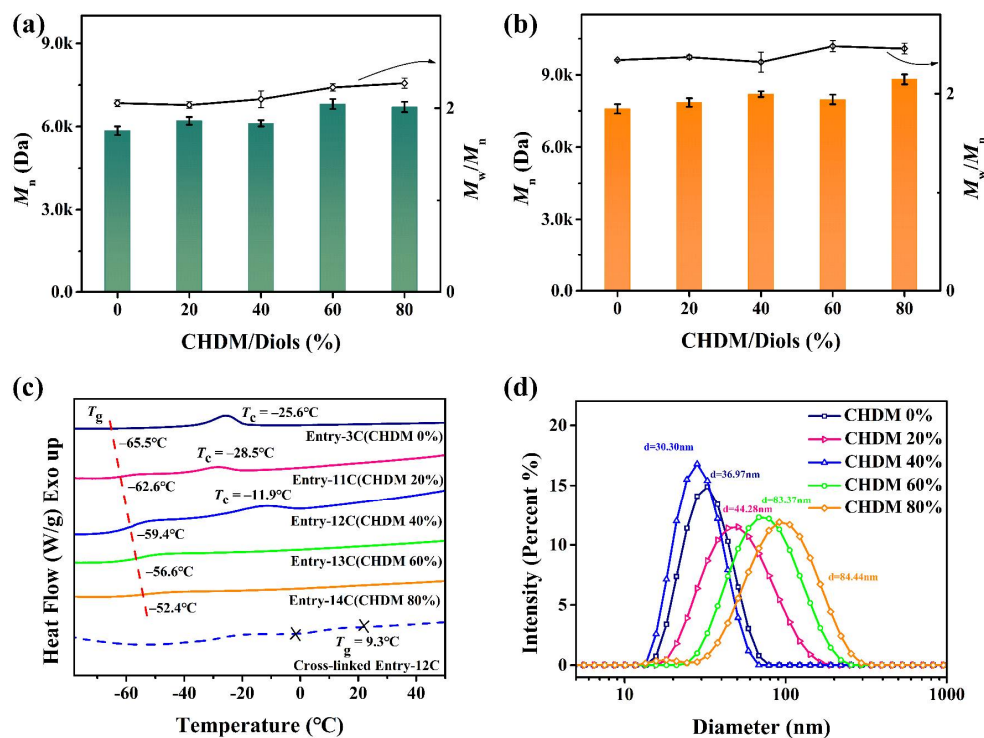 (a)
9.0k
6.0k
3.0k
0.0
Mn (Da)
2
0
Mw/Mn
0 20 40 60 80
CHDM/Diols (%)
(b)
9.0k
6.0k
3.0k
0.0
Mn (Da)
2
0
Mw/Mn
0 20 40 60 80
CHDM/Diols (%)
(c)
Heat Flow (W/g) Exo up
Tg
Tc = −25.6℃
−65.5℃
Entry-3C(CHDM 0%)
Tc = −28.5℃
−62.6℃
Entry-11C(CHDM 20%)
Tc = −11.9℃
−59.4℃
Entry-12C(CHDM 40%)
−56.6℃
Entry-13C(CHDM 60%)
−52.4℃
Entry-14C(CHDM 80%)
Tg = 9.3℃
Cross-linked Entry-12C
-60 -40 -20 0 20 40
Temperature (℃)
(d)
Intensity (Percent %)
20
15
10
5
0
CHDM 0%
CHDM 20%
CHDM 40%
CHDM 60%
CHDM 80%
d=30.30nm
d=36.97nm
d=83.37nm
d=44.28nm
d=84.44nm
10 100 1000
Diameter (nm)